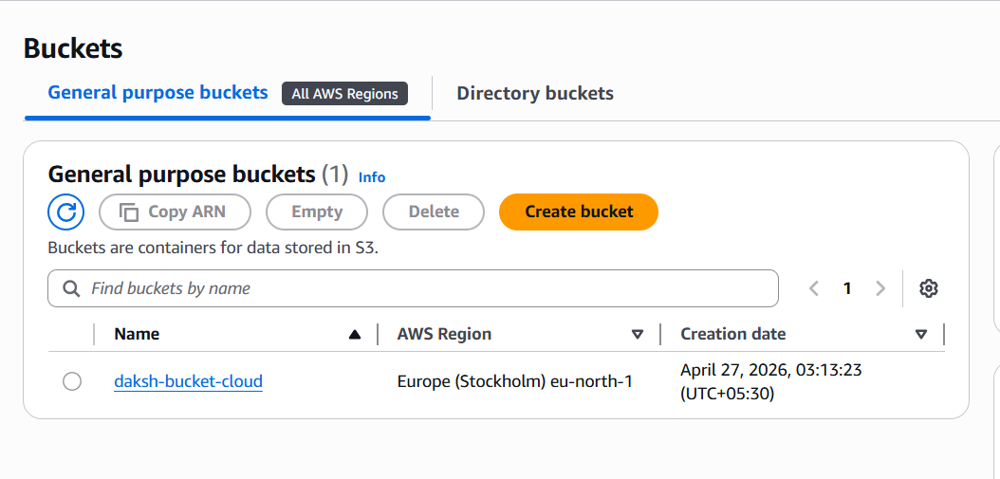 Buckets
General purpose buckets All AWS Regions Directory buckets
General purpose buckets (1) Info
Copy ARN Empty Delete Create bucket
Buckets are containers for data stored in S3.
Find buckets by name 1
Name AWS Region Creation date
daksh-bucket-cloud Europe (Stockholm) eu-north-1 April 27, 2026, 03:13:23
(UTC+05:30)